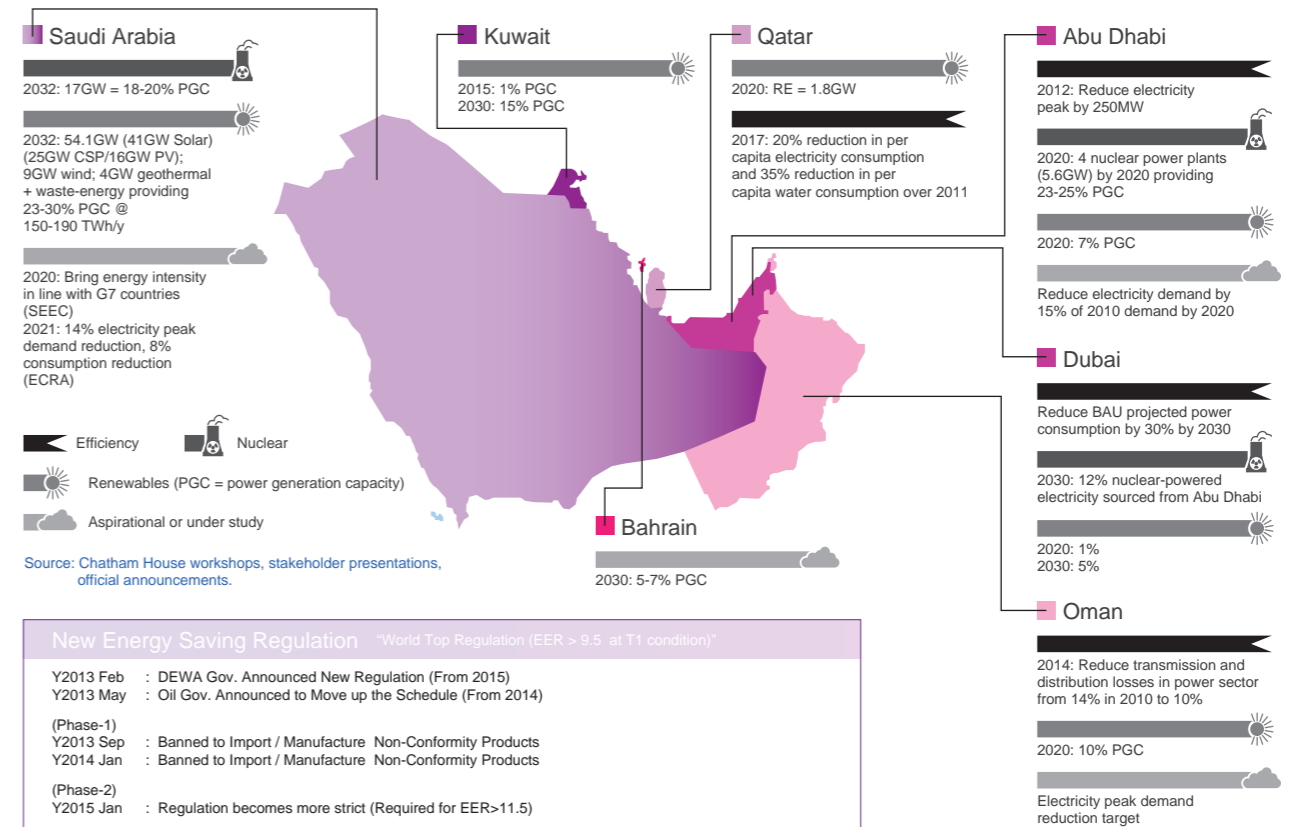 Saudi Arabia
2032: 17GW = 18-20% PGC
2032: 54.1GW (41GW Solar)
(25GW CSP/16GW PV);
9GW wind; 4GW geothermal
+ waste-energy providing
23-30% PGC @
150-190 TWh/y
2020: Bring energy intensity
in line with G7 countries
(SEEC)
2021: 14% electricity peak
demand reduction, 8%
consumption reduction
(ECRA)
Kuwait
2015: 1% PGC
2030: 15% PGC
Qatar
2020: RE = 1.8GW
2017: 20% reduction in per
capita electricity consumption
and 35% reduction in per
capita water consumption over 2011
Abu Dhabi
2012: Reduce electricity
peak by 250MW
2020: 4 nuclear power plants
(5.6GW) by 2020 providing
23-25% PGC
2020: 7% PGC
Reduce electricity demand by
15% of 2010 demand by 2020
Dubai
Reduce BAU projected power
consumption by 30% by 2030
2030: 12% nuclear-powered
electricity sourced from Abu Dhabi
2020: 1%
2030: 5%
Oman
2014: Reduce transmission and
distribution losses in power sector
from 14% in 2010 to 10%
2020: 10% PGC
Electricity peak demand
reduction target
Bahrain
2030: 5-7% PGC
Efficiency
Nuclear
Renewables (PGC = power generation capacity)
Aspirational or under study
Source: Chatham House workshops, stakeholder presentations,
official announcements.
New Energy Saving Regulation "World Top Regulation (EER > 9.5 at T1 condition)"
Y2013 Feb : DEWA Gov. Announced New Regulation (From 2015)
Y2013 May : Oil Gov. Announced to Move up the Schedule (From 2014)
(Phase-1)
Y2013 Sep : Banned to Import / Manufacture Non-Conformity Products
Y2014 Jan : Banned to Import / Manufacture Non-Conformity Products
(Phase-2)
Y2015 Jan : Regulation becomes more strict (Required for EER>11.5)